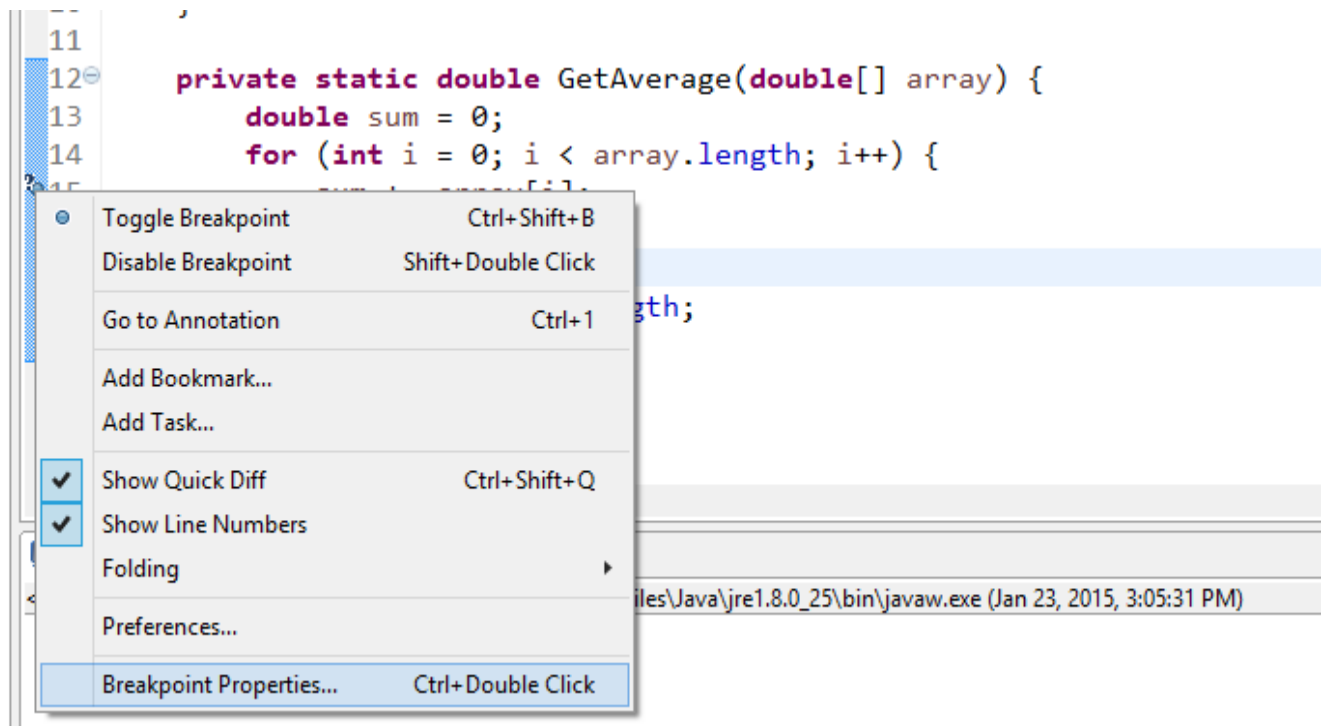 11
12 private static double GetAverage(double[] array) {
13 double sum = 0;
14 for (int i = 0; i < array.length; i++) {
15
Toggle Breakpoint Ctrl+Shift+B
Disable Breakpoint Shift+Double Click
gth;
Go to Annotation Ctrl+1
Add Bookmark...
Add Task...
Show Quick Diff Ctrl+Shift+Q
Show Line Numbers
Folding
iles\Java\jre1.8.0_25\bin\javaw.exe (Jan 23, 2015, 3:05:31 PM)
Preferences...
Breakpoint Properties... Ctrl+Double Click